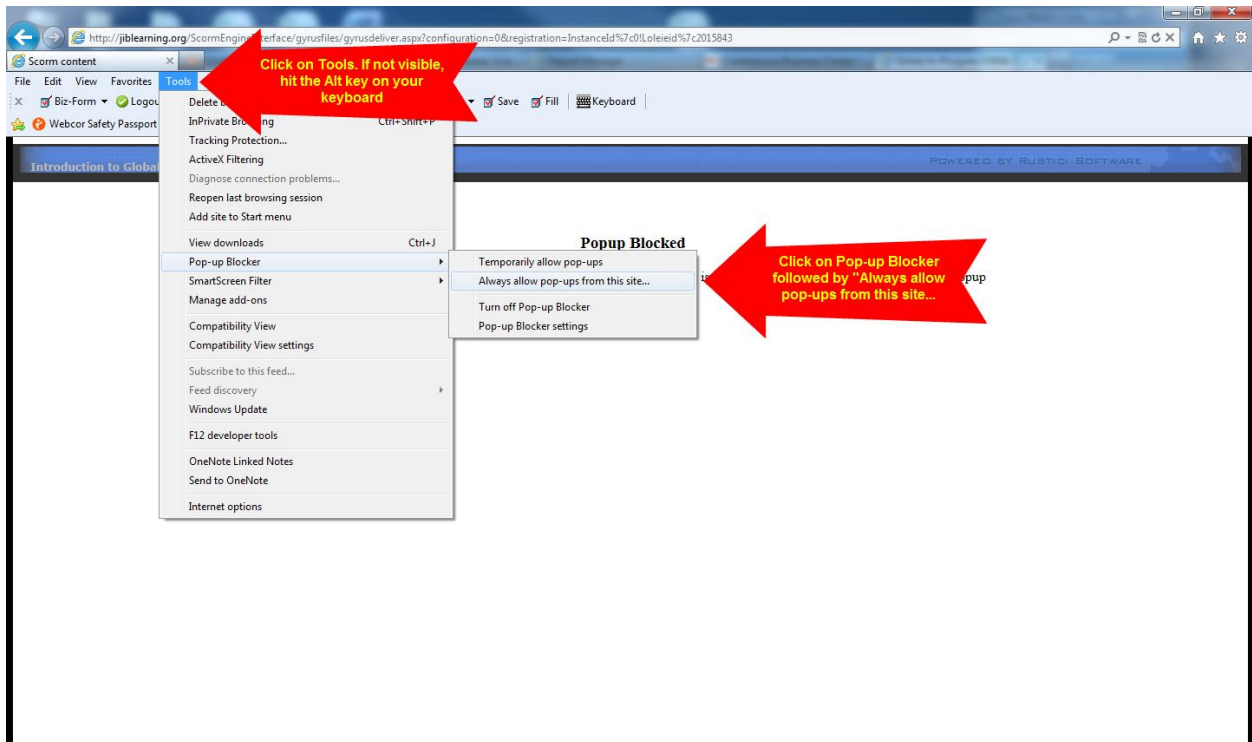 http://jiblearning.org/ScormEngineInterface/gyrusfiles/gyrusdeliver.aspx?configuration=0&registration=InstanceId%7c0!Loleieid%7c2015843
Scorm content
File Edit View Favorites Tools
Click on Tools. If not visible,
hit the Alt key on your
keyboard
Biz-Form
Save Fill Keyboard
Webcor Safety Passport
Delete
InPrivate Ctrl+Shift+P
Tracking Protection...
ActiveX Filtering
Diagnose connection problems...
Reopen last browsing session
Add site to Start menu
View downloads Ctrl+J
Pop-up Blocker
SmartScreen Filter
Manage add-ons
Compatibility View
Compatibility View settings
Subscribe to this feed...
Feed discovery
Windows Update
F12 developer tools
OneNote Linked Notes
Send to OneNote
Internet options
Introduction to Global
Powered by Rustici Software
Popup Blocked
Temporarily allow pop-ups
Always allow pop-ups from this site...
Turn off Pop-up Blocker
Pop-up Blocker settings
Click on Pop-up Blocker
followed by "Always allow
pop-ups from this site...